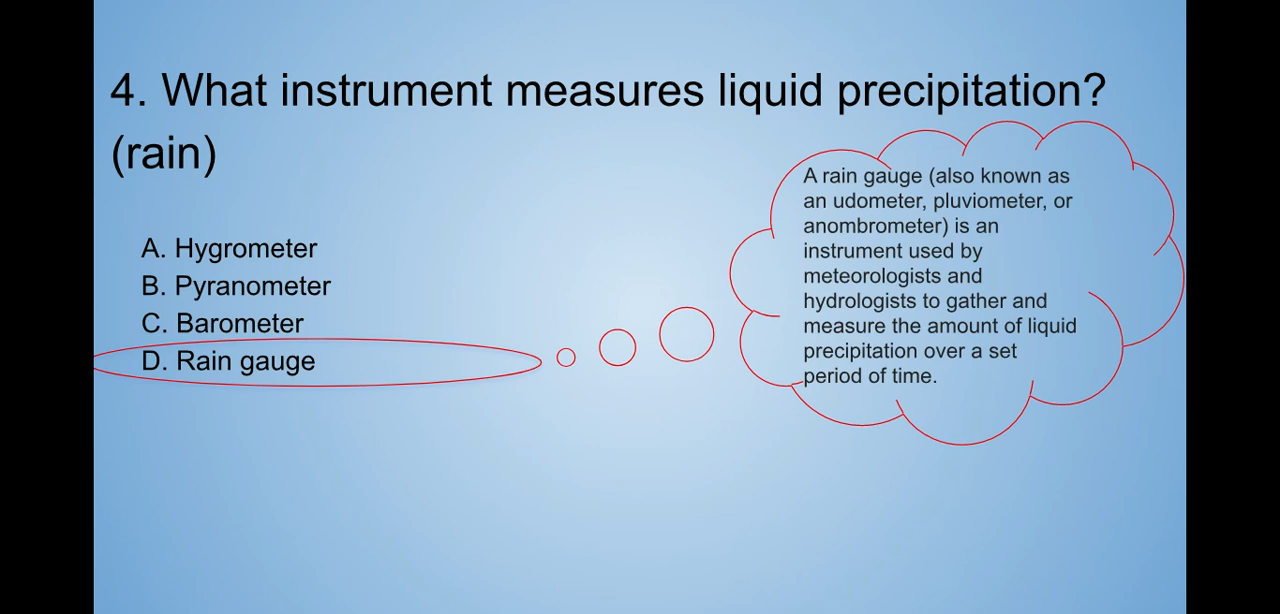 4. What instrument measures liquid precipitation?
(rain)
A. Hygrometer
B. Pyranometer
C. Barometer
D. Rain gauge
A rain gauge (also known as
an udometer, pluviometer, or
anombrometer) is an
instrument used by
meteorologists and
hydrologists to gather and
measure the amount of liquid
precipitation over a set
period of time.